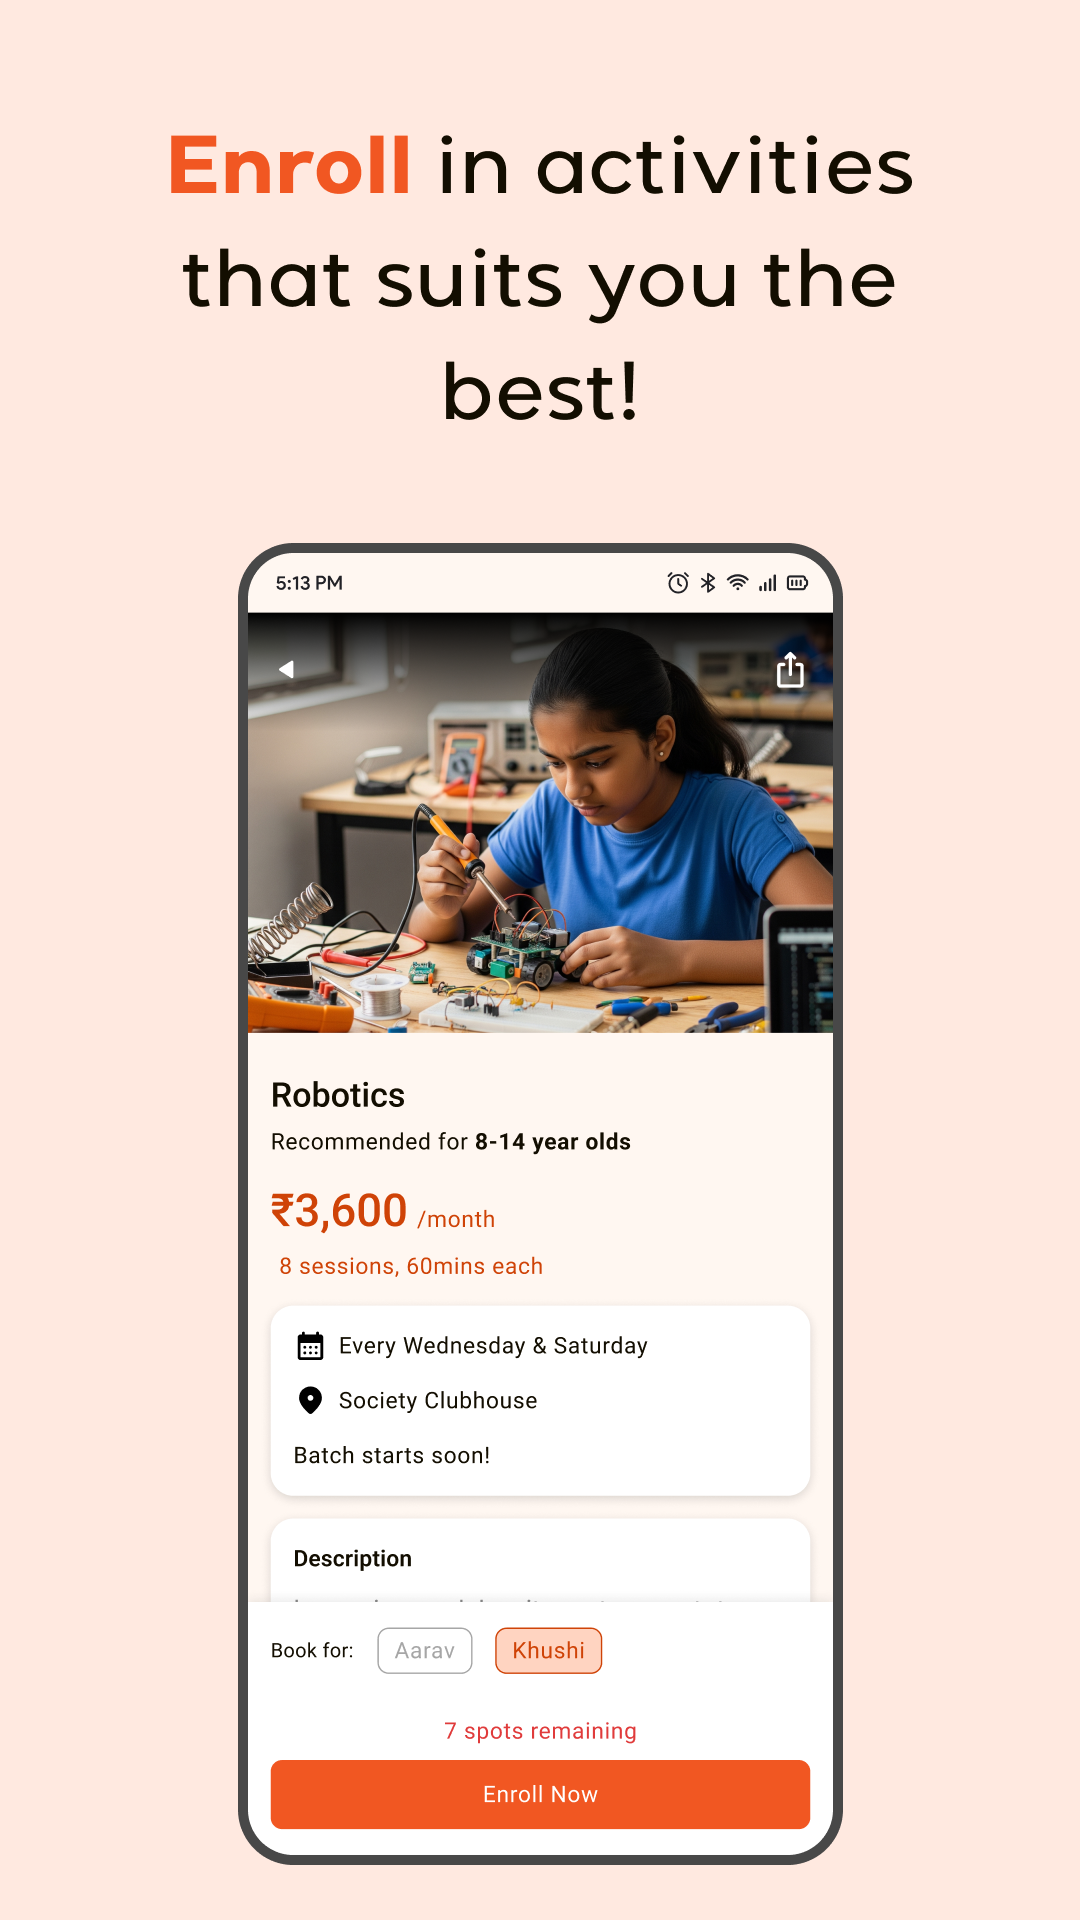 Enroll in activities
that suits you the
best!
5:13 PM
Robotics
Recommended for 8-14 year olds
₹3,600 /month
8 sessions, 60mins each
Every Wednesday & Saturday
Society Clubhouse
Batch starts soon!
Description
Book for: Aarav Khushi
7 spots remaining
Enroll Now